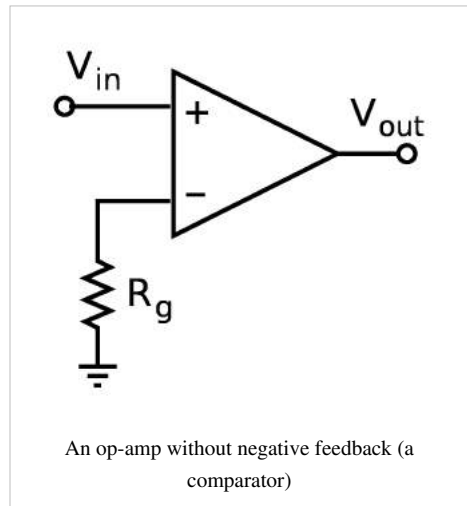 Vin
+
Vout
−
Rg
An op-amp without negative feedback (a
comparator)